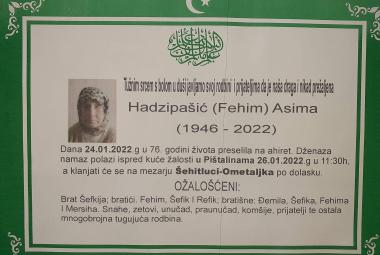 Tužnim srcem s bolom u duši javljamo svoj rodbini i prijateljima da je naša draga i nikad prežaljena
Hadzipašić (Fehim) Asima
(1946 - 2022)
Dana 24.01.2022 g u 76. godini života preselila na ahiret. Dženaza
namaz polazi ispred kuće žalosti u Pištalinama 26.01.2022.g u 11:30h,
a klanjati će se na mezarju Šehitluci-Ometaljka po dolasku.
OŽALOŠĆENI:
Brat Šefkija; bratići. Fehim, Šefik I Refik; bratišne: Đemila, Šefika, Fehima
I Mersiha. Snahe, zetovi, unučad, praunučad, komšije, prijatelji te ostala
mnogobrojna tugujuća rodbina.